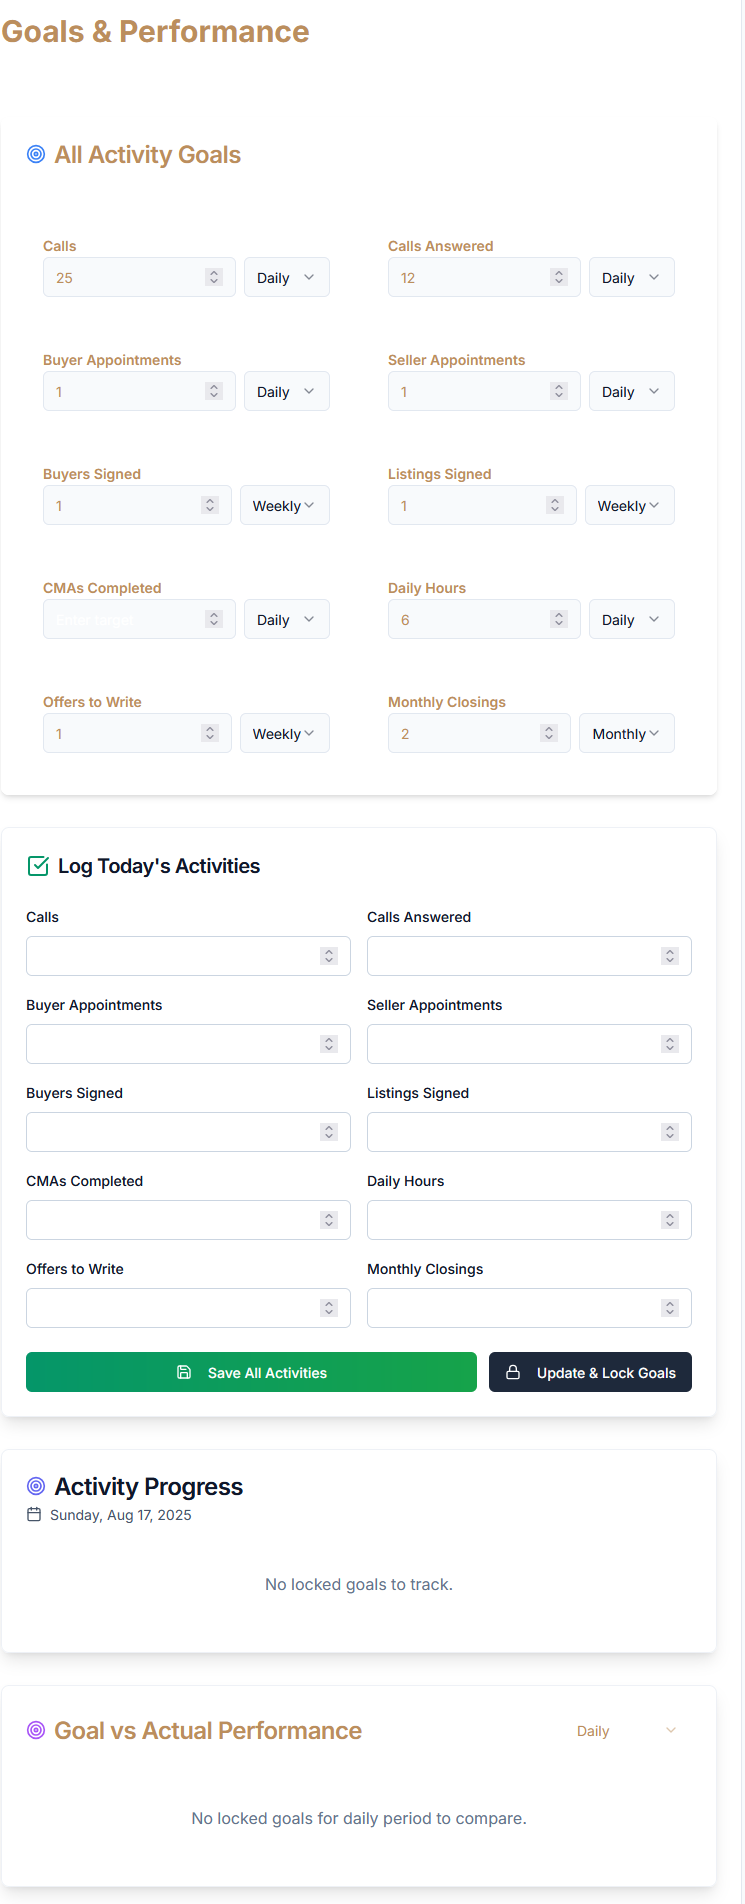 Goals & Performance
All Activity Goals
Calls
25
Daily
Calls Answered
12
Daily
Buyer Appointments
1
Daily
Seller Appointments
1
Daily
Buyers Signed
1
Weekly
Listings Signed
1
Weekly
CMAs Completed
Enter target
Daily
Daily Hours
6
Daily
Offers to Write
1
Weekly
Monthly Closings
2
Monthly
Log Today's Activities
Calls
Calls Answered
Buyer Appointments
Seller Appointments
Buyers Signed
Listings Signed
CMAs Completed
Daily Hours
Offers to Write
Monthly Closings
Save All Activities
Update & Lock Goals
Activity Progress
Sunday, Aug 17, 2025
No locked goals to track.
Goal vs Actual Performance
Daily
No locked goals for daily period to compare.